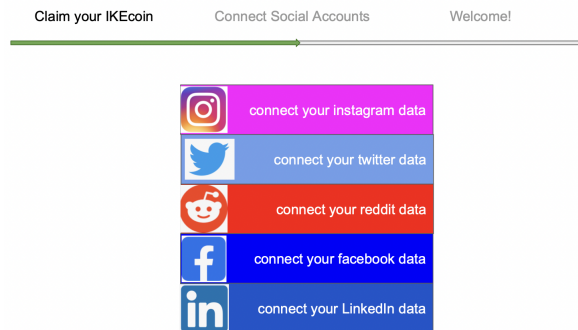 Claim your IKEcoin
Connect Social Accounts
Welcome!
connect your instagram data
connect your twitter data
connect your reddit data
connect your facebook data
in
connect your LinkedIn data